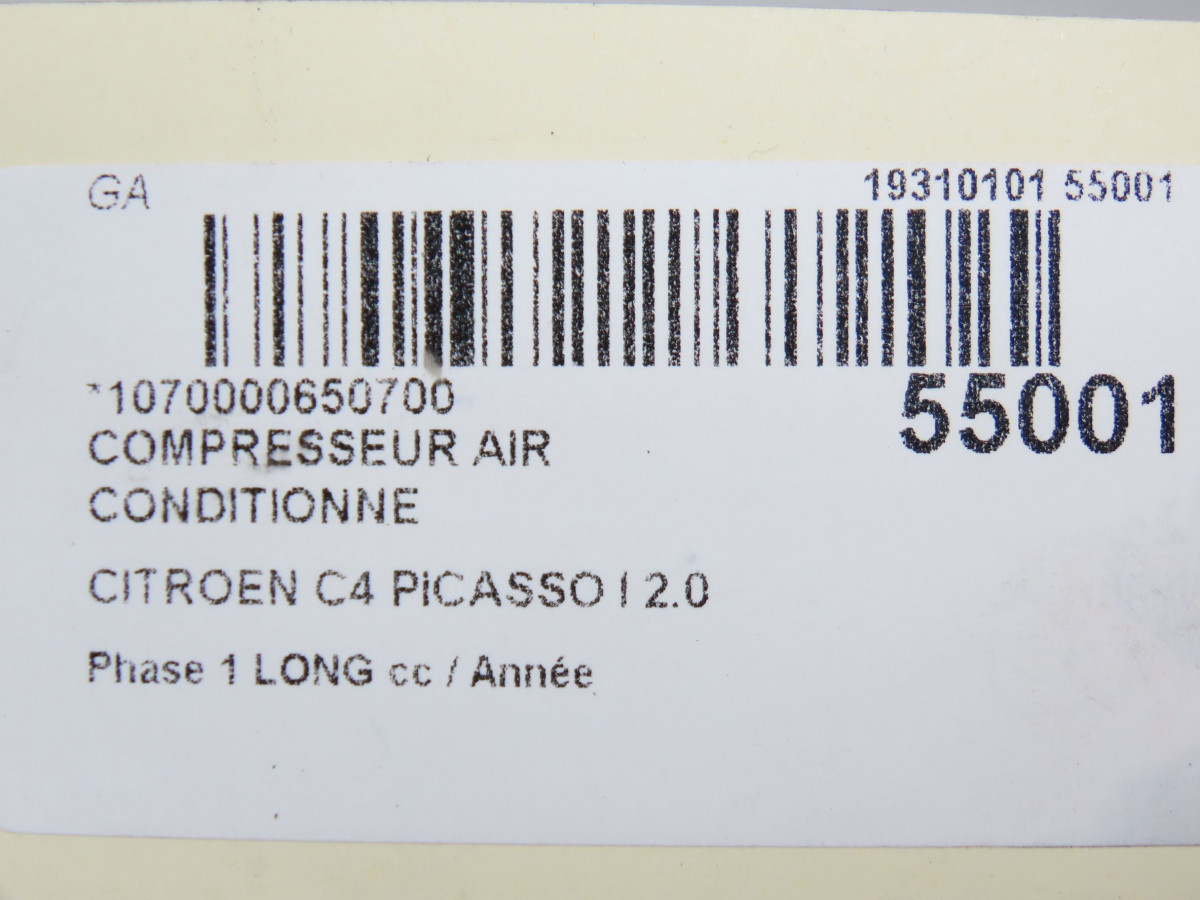 GA 19310101 55001
*1070000650700
55001
COMPRESSEUR AIR
CONDITIONNE
CITROEN C4 PICASSO I 2.0
Phase 1 LONG cc / Année